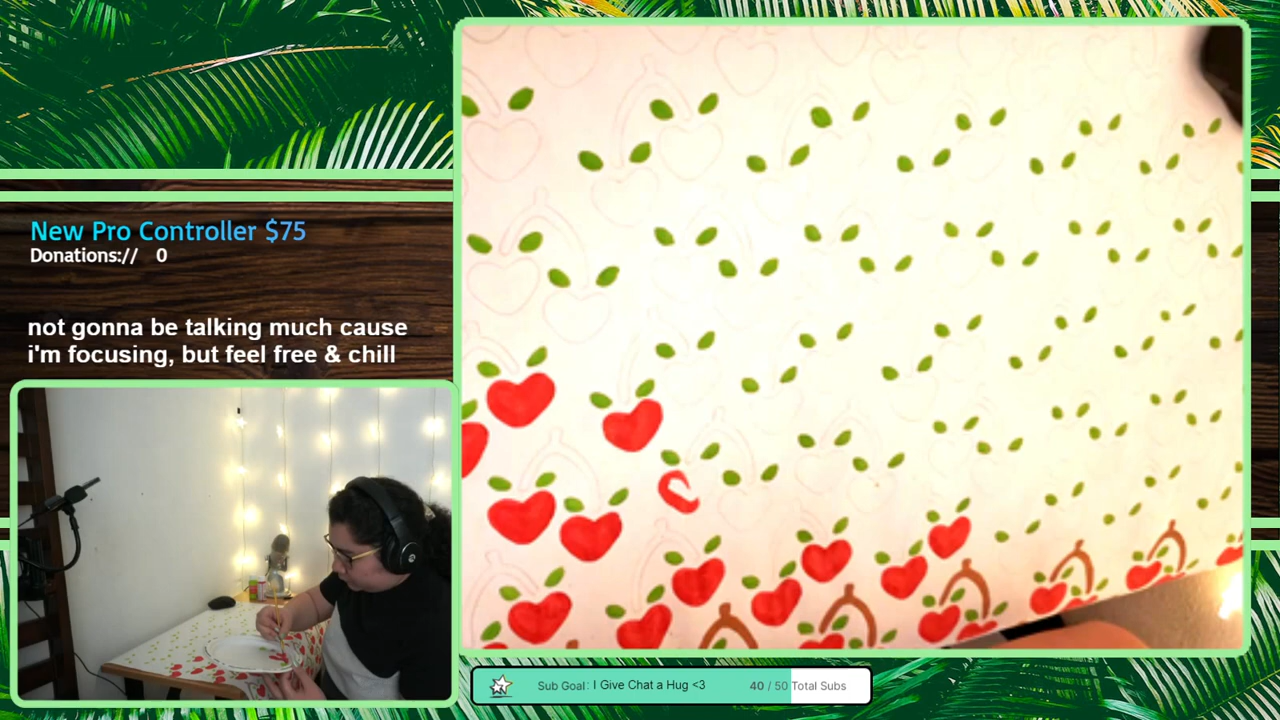 New Pro Controller $75
Donations:// 0
not gonna be talking much cause
i'm focusing, but feel free & chill
Sub Goal: I Give Chat a Hug <3 40 / 50 Total Subs